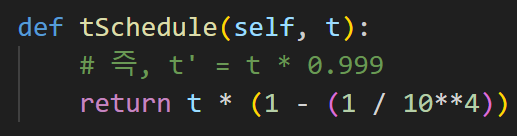 def tSchedule(self, t):
# 즉, t' = t * 0.999
return t * (1 - (1 / 10**4))